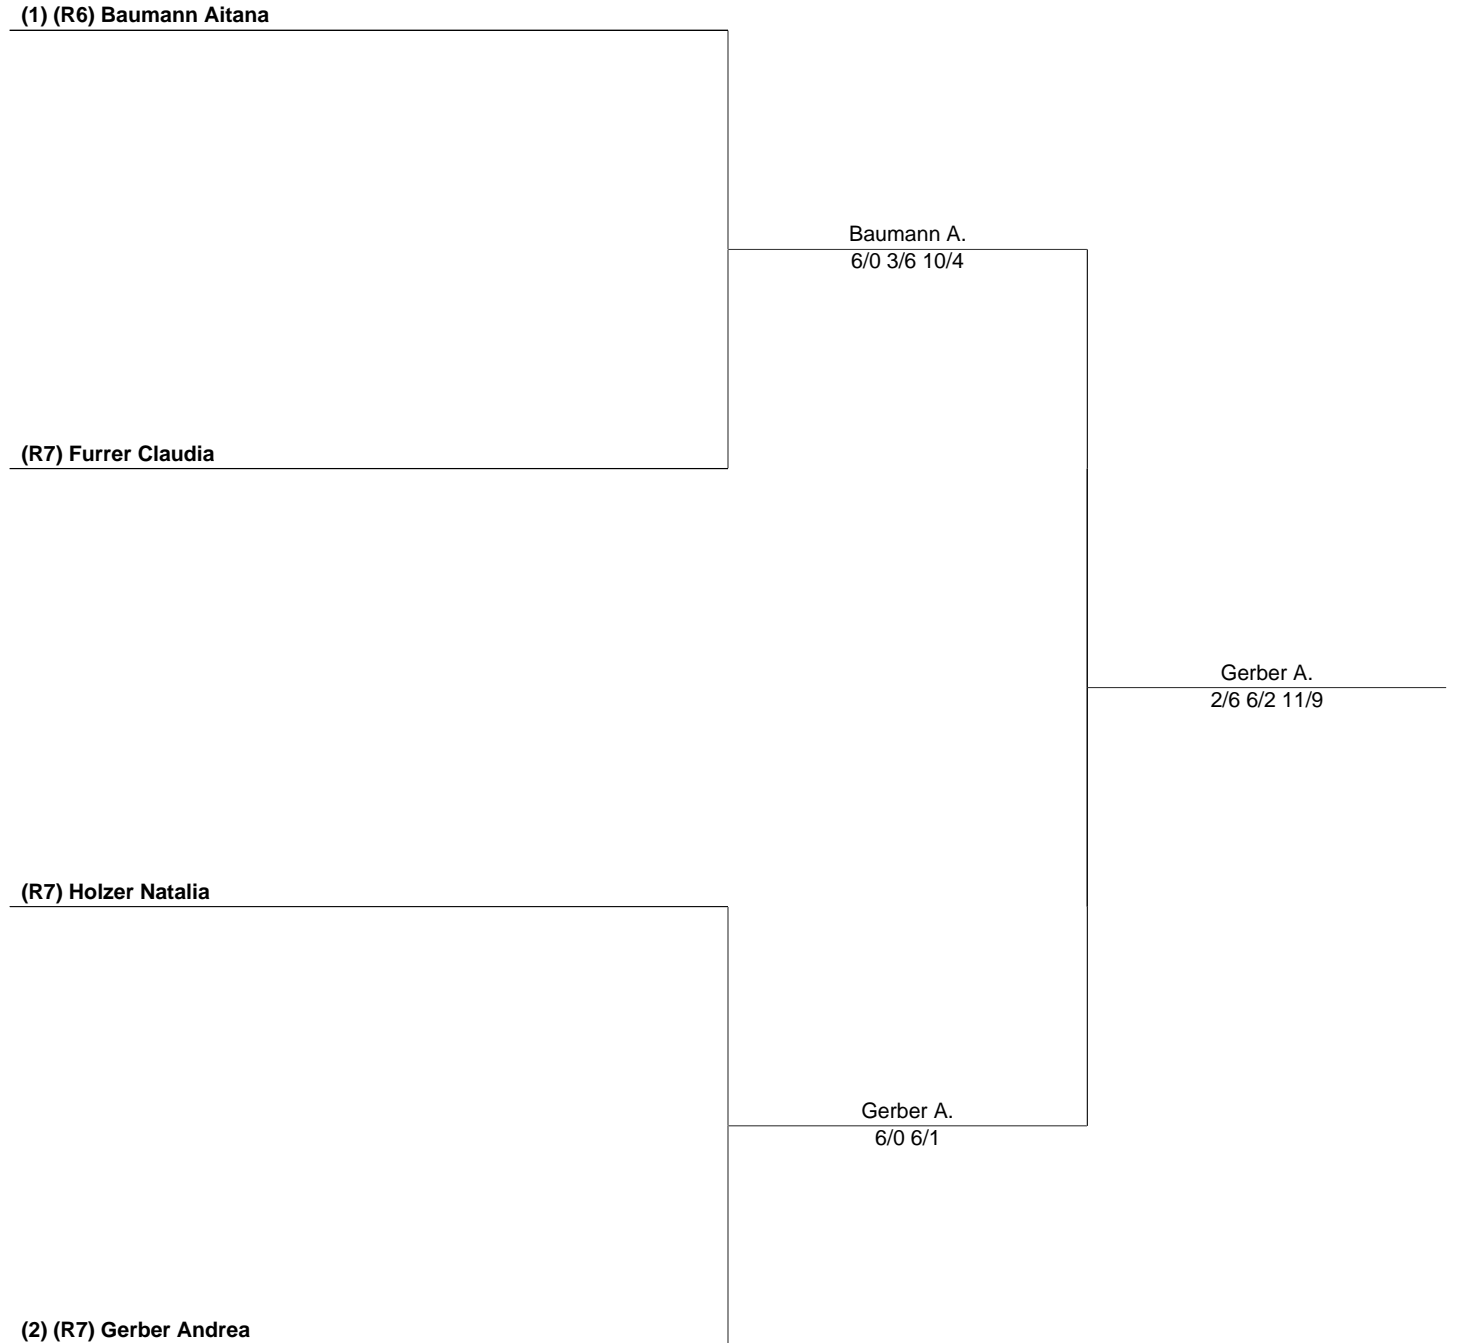 (1) (R6) Baumann Aitana
Baumann A.
6/0 3/6 10/4
(R7) Furrer Claudia
Gerber A.
2/6 6/2 11/9
(R7) Holzer Natalia
Gerber A.
6/0 6/1
(2) (R7) Gerber Andrea